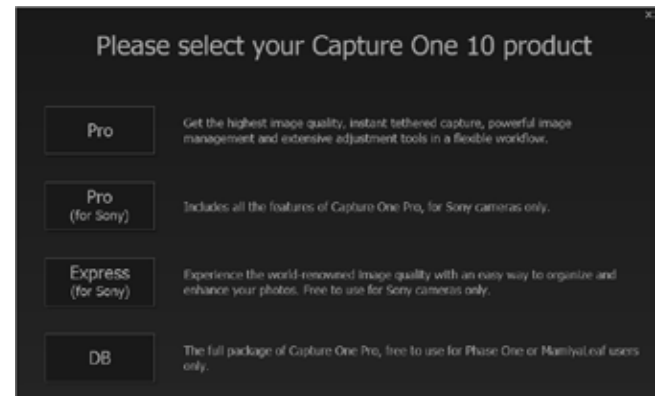 Please select your Capture One 10 product
Pro
Get the highest image quality, instant tethered capture, powerful image
management and extensive adjustment tools in a flexible workflow.
Pro
(for Sony)
Includes all the features of Capture One Pro, for Sony cameras only.
Express
(for Sony)
Experience the world-renowned image quality with an easy way to organize and
enhance your photos. Free to use for Sony cameras only.
DB
The full package of Capture One Pro, free to use for Phase One or MamiyaLeaf users
only.